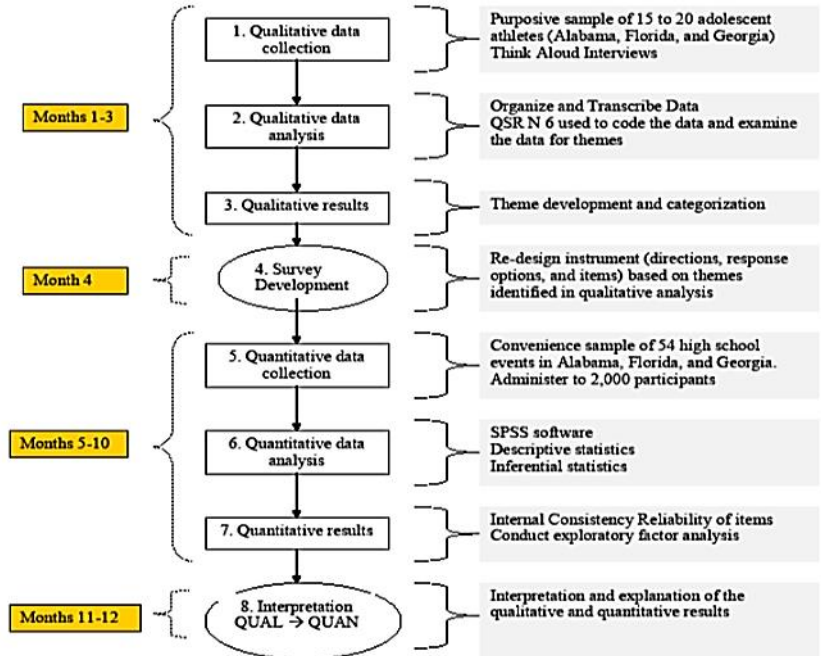 1. Qualitative data
collection
Purposive sample of 15 to 20 adolescent
athletes (Alabama, Florida, and Georgia)
Think Aloud Interviews
Months 1-3
2. Qualitative data
analysis
Organize and Transcribe Data
QSR N 6 used to code the data and examine
the data for themes
3. Qualitative results
Theme development and categorization
Month 4
4. Survey
Development
Re-design instrument (directions, response
options, and items) based on themes
identified in qualitative analysis
5. Quantitative data
collection
Convenience sample of 54 high school
events in Alabama, Florida, and Georgia.
Administer to 2,000 participants
Months 5-10
6. Quantitative data
analysis
SPSS software
Descriptive statistics
Inferential statistics
7. Quantitative results
Internal Consistency Reliability of items
Conduct exploratory factor analysis
Months 11-12
8. Interpretation
QUAL → QUAN
Interpretation and explanation of the
qualitative and quantitative results